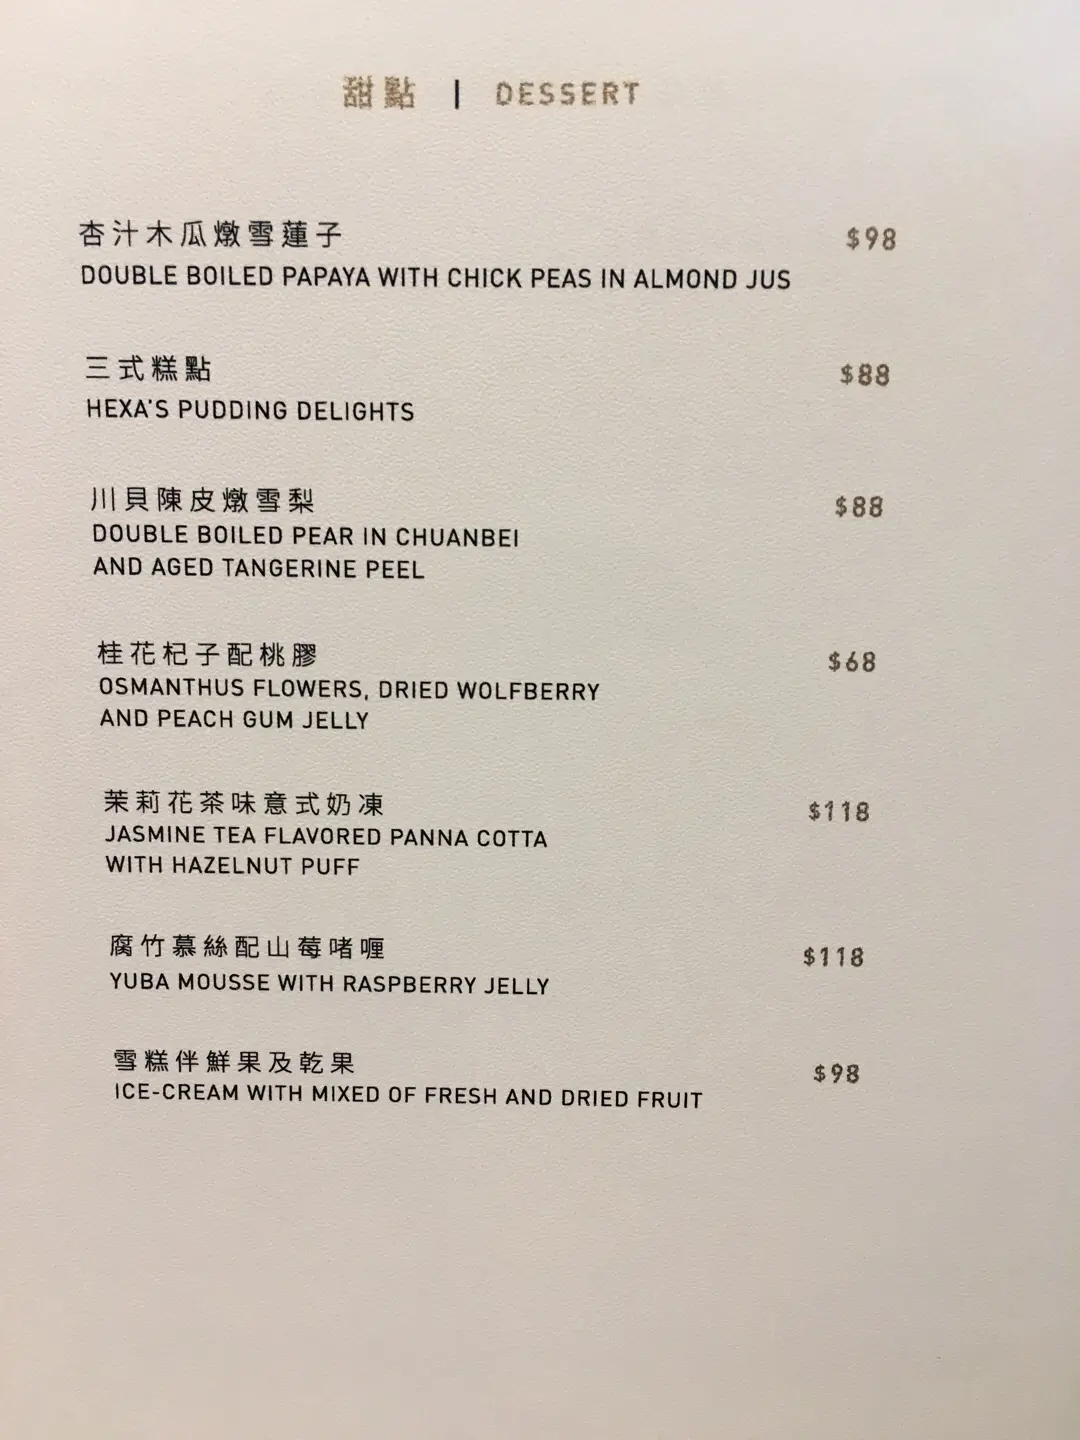 甜點 | DESSERT
杏汁木瓜燉雪蓮子 $98
DOUBLE BOILED PAPAYA WITH CHICK PEAS IN ALMOND JUS
三式糕點 $88
HEXA'S PUDDING DELIGHTS
川貝陳皮燉雪梨 $88
DOUBLE BOILED PEAR IN CHUANBEI
AND AGED TANGERINE PEEL
桂花杞子配桃膠 $68
OSMANTHUS FLOWERS, DRIED WOLFBERRY
AND PEACH GUM JELLY
茉莉花茶味意式奶凍 $118
JASMINE TEA FLAVORED PANNA COTTA
WITH HAZELNUT PUFF
腐竹慕絲配山莓啫喱 $118
YUBA MOUSSE WITH RASPBERRY JELLY
雪糕伴鮮果及乾果 $98
ICE-CREAM WITH MIXED OF FRESH AND DRIED FRUIT